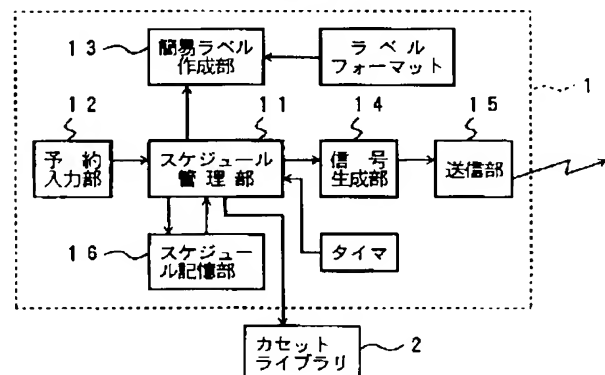 13
簡易ラベル
作成部
ラベル
フォーマット
1
12
11
14
15
予約
入力部
スケジュール
管理部
信号
生成部
送信部
16
スケジュ
ール記憶部
タイマ
カセット
ライブラリ
2